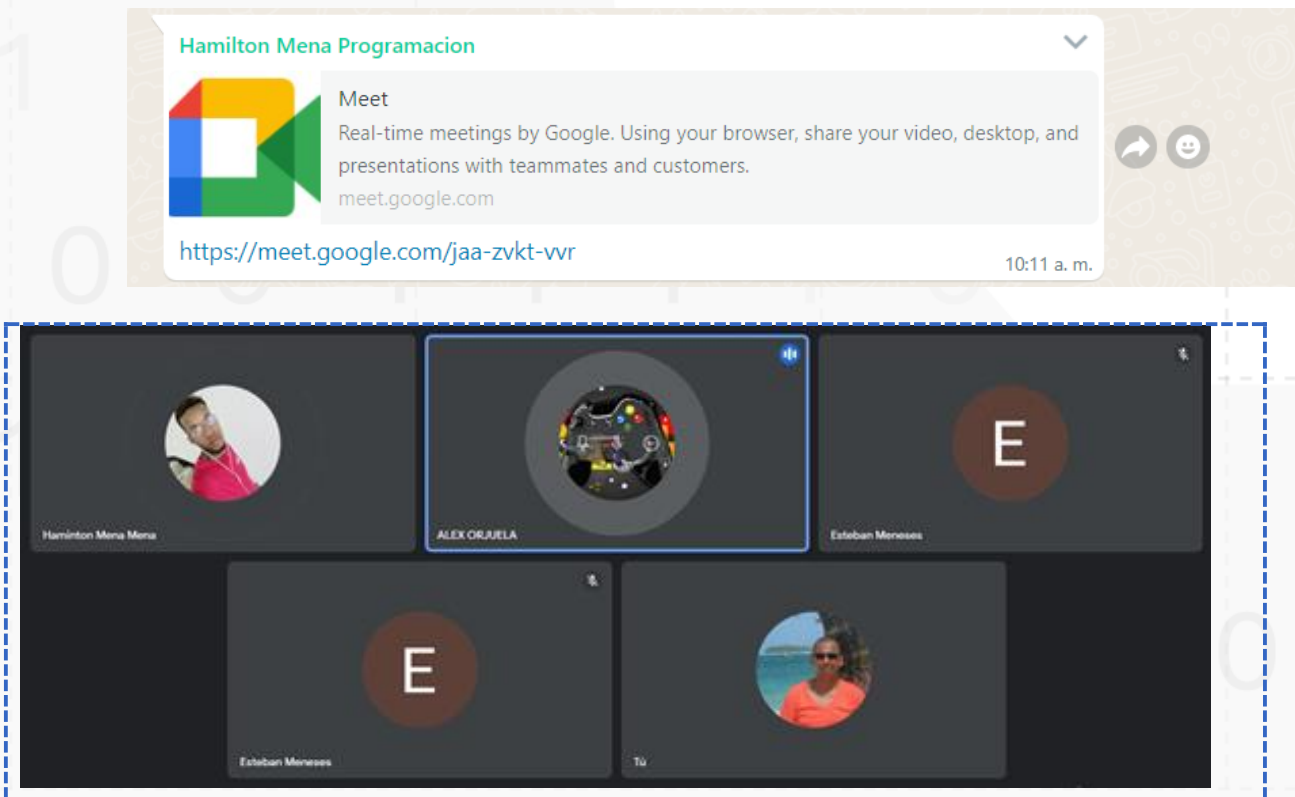 Hamilton Mena Programacion
Meet
Real-time meetings by Google. Using your browser, share your video, desktop, and
presentations with teammates and customers.
meet.google.com
https://meet.google.com/jaa-zvkt-vvr
10:11 a. m.
Haminton Mena Mena
ALEX ORJUELA
E
Esteban Meneses
E
Esteban Meneses
Tú